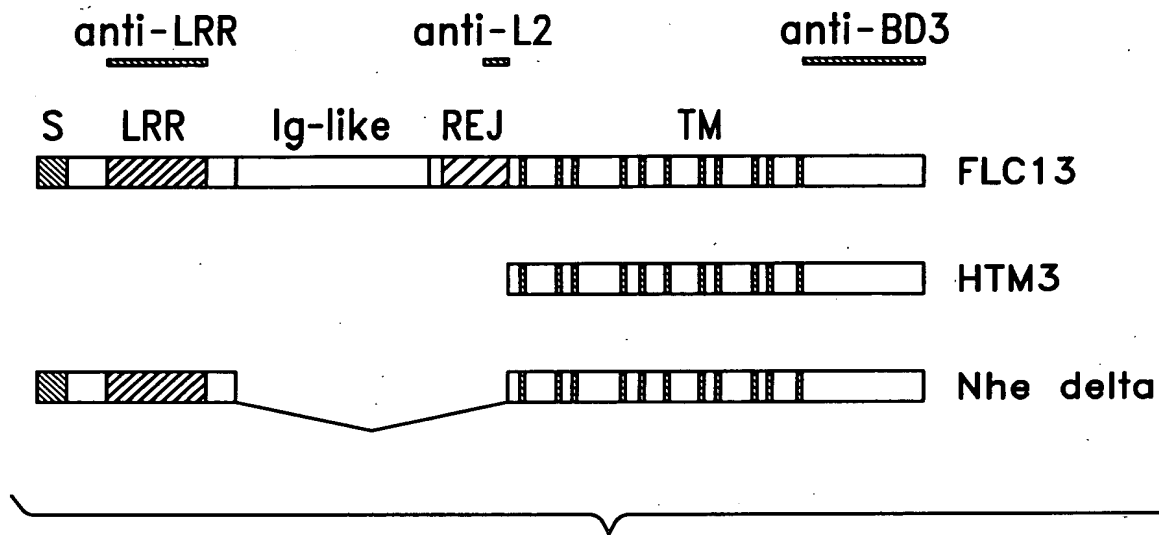 anti-LRR anti-L2 anti-BD3
S LRR Ig-like REJ TM
FLC13
HTM3
Nhe delta